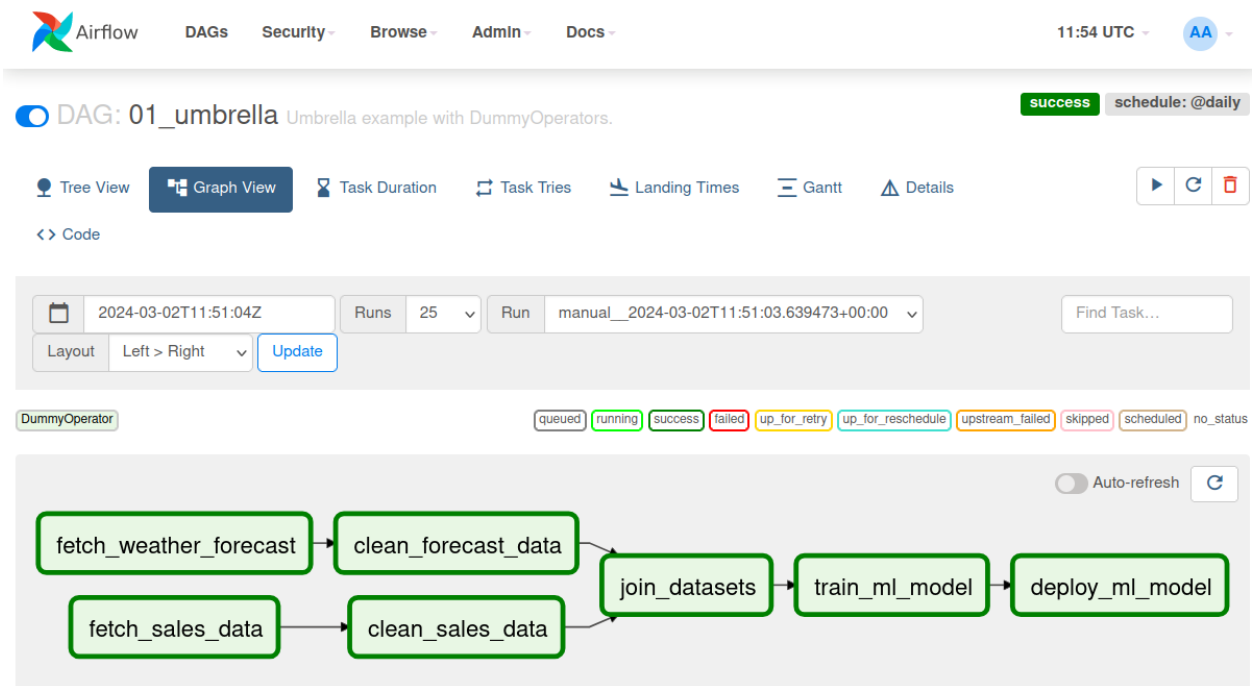 Airflow DAGs Security Browse Admin Docs 11:54 UTC AA
success schedule: @daily
DAG: 01_umbrella Umbrella example with DummyOperators.
Tree View Graph View Task Duration Task Tries Landing Times Gantt Details
<> Code
2024-03-02T11:51:04Z Runs 25 Run manual__2024-03-02T11:51:03.639473+00:00 Find Task...
Layout Left > Right Update
DummyOperator queued running success failed up_for_retry up_for_reschedule upstream_failed skipped scheduled no_status
Auto-refresh
fetch_weather_forecast clean_forecast_data
join_datasets train_ml_model deploy_ml_model
fetch_sales_data clean_sales_data